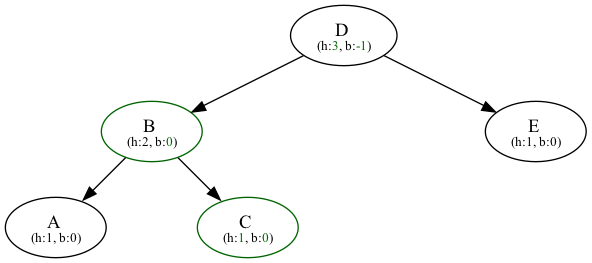 D
(h:3, b:-1)
B
(h:2, b:0)
E
(h:1, b:0)
A
(h:1, b:0)
C
(h:1, b:0)